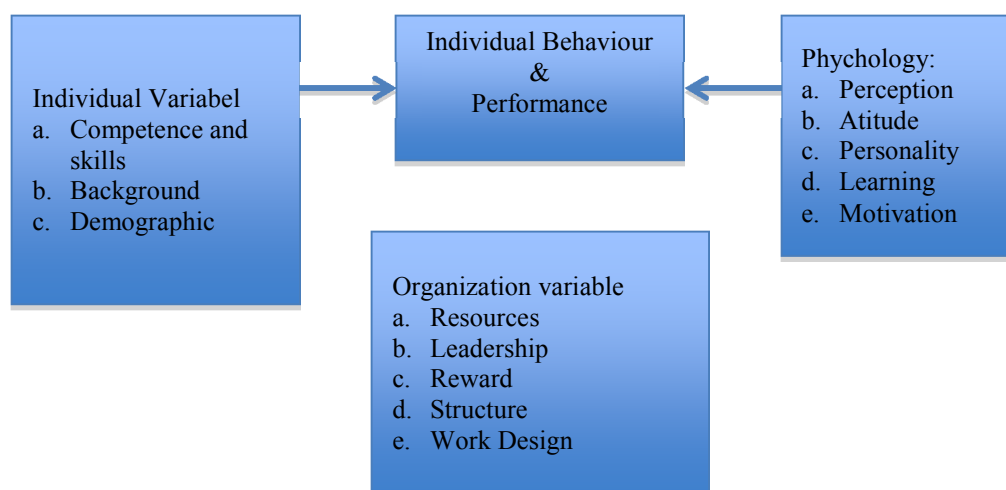 Individual Variabel
a. Competence and
skills
b. Background
c. Demographic
Individual Behaviour
&
Performance
Phychology:
a. Perception
b. Atitude
c. Personality
d. Learning
e. Motivation
Organization variable
a. Resources
b. Leadership
c. Reward
d. Structure
e. Work Design